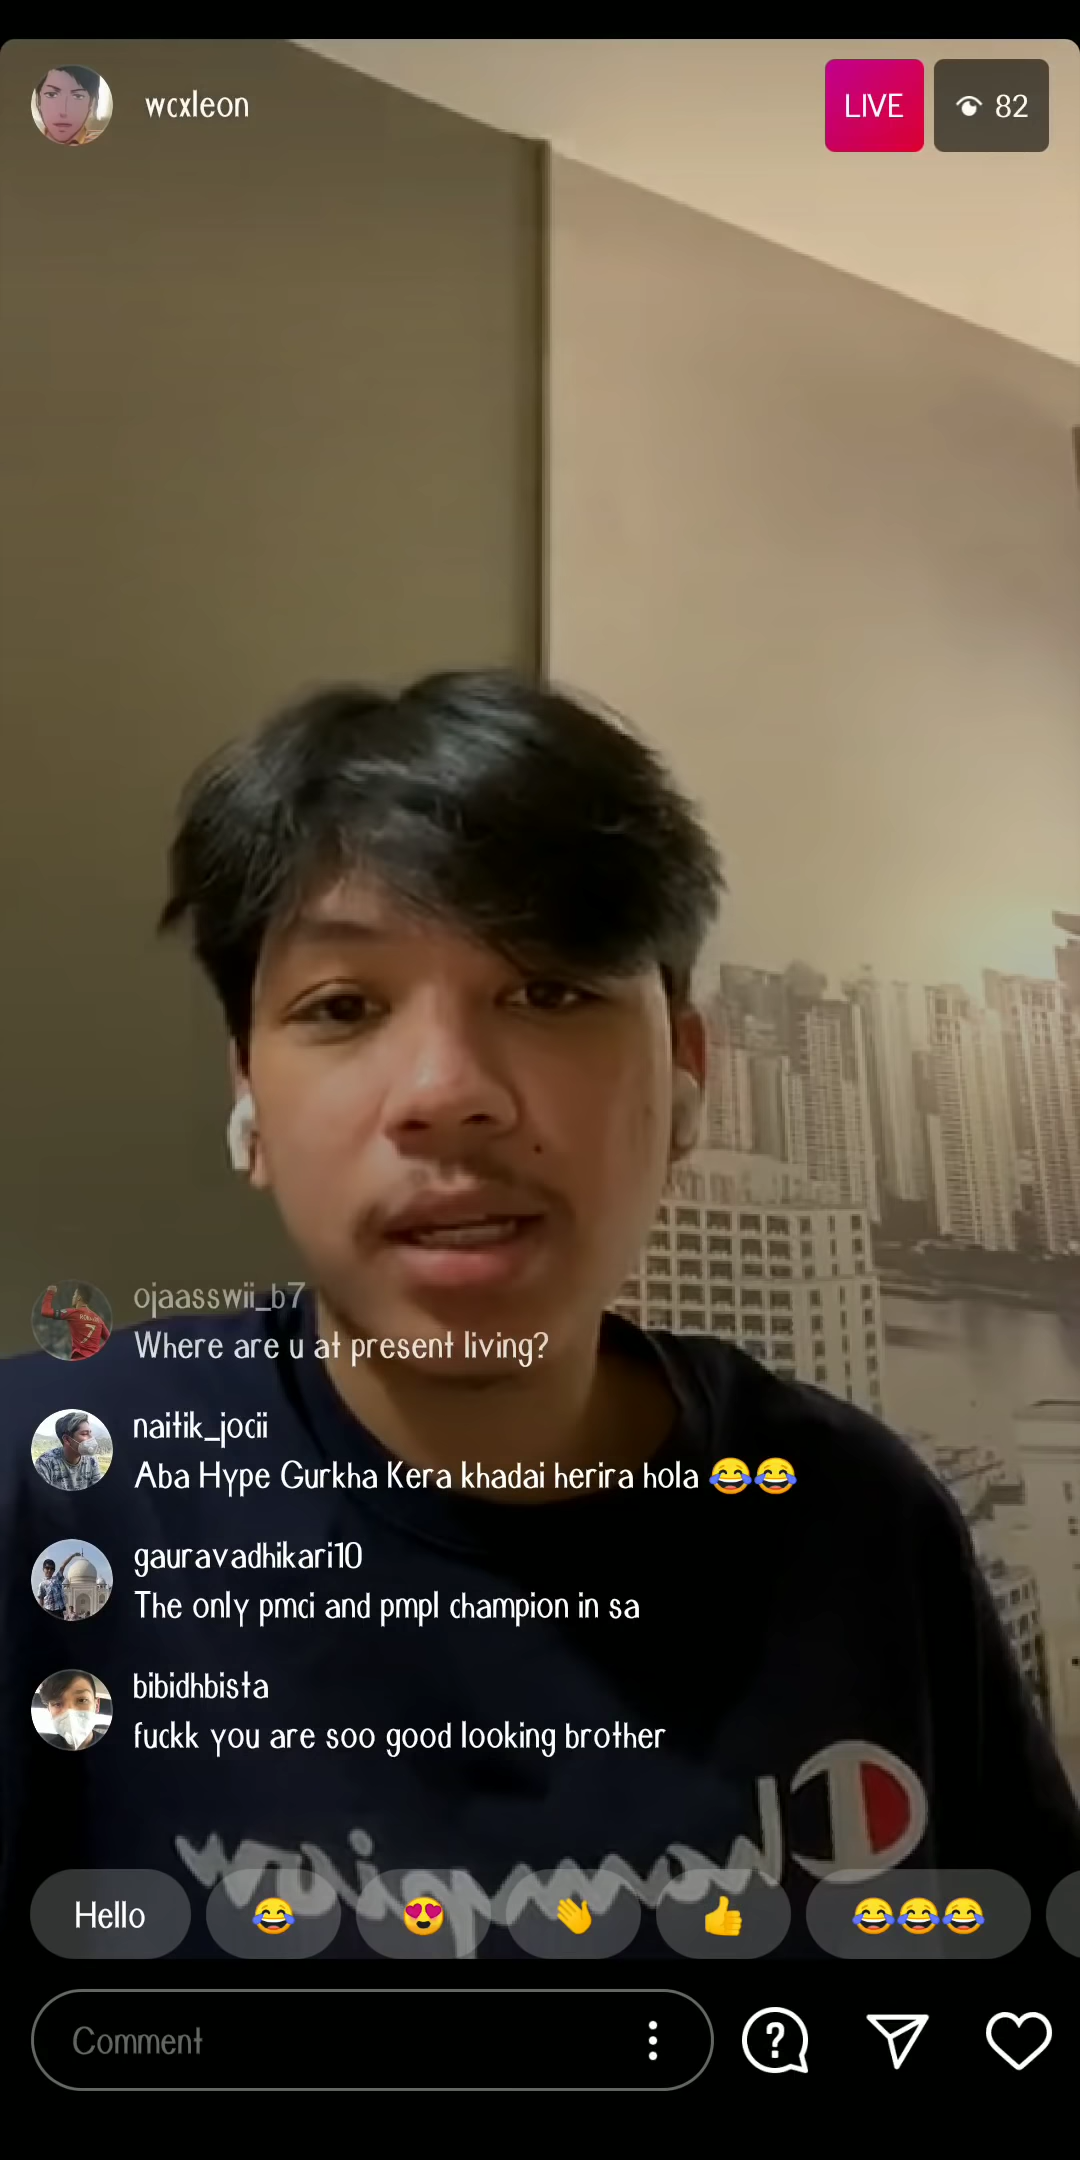 wcxleon
LIVE
82
ojaasswii_b7
Where are u at present living?
naitik_jocii
Aba Hype Gurkha Kera khadai herira hola 😂😂
gauravadhikari10
The only pmci and pmpl champion in sa
bibidhbista
fuckk you are soo good looking brother
Champion
Hello 😂 😍 👋 👍 😂😂😂
Comment